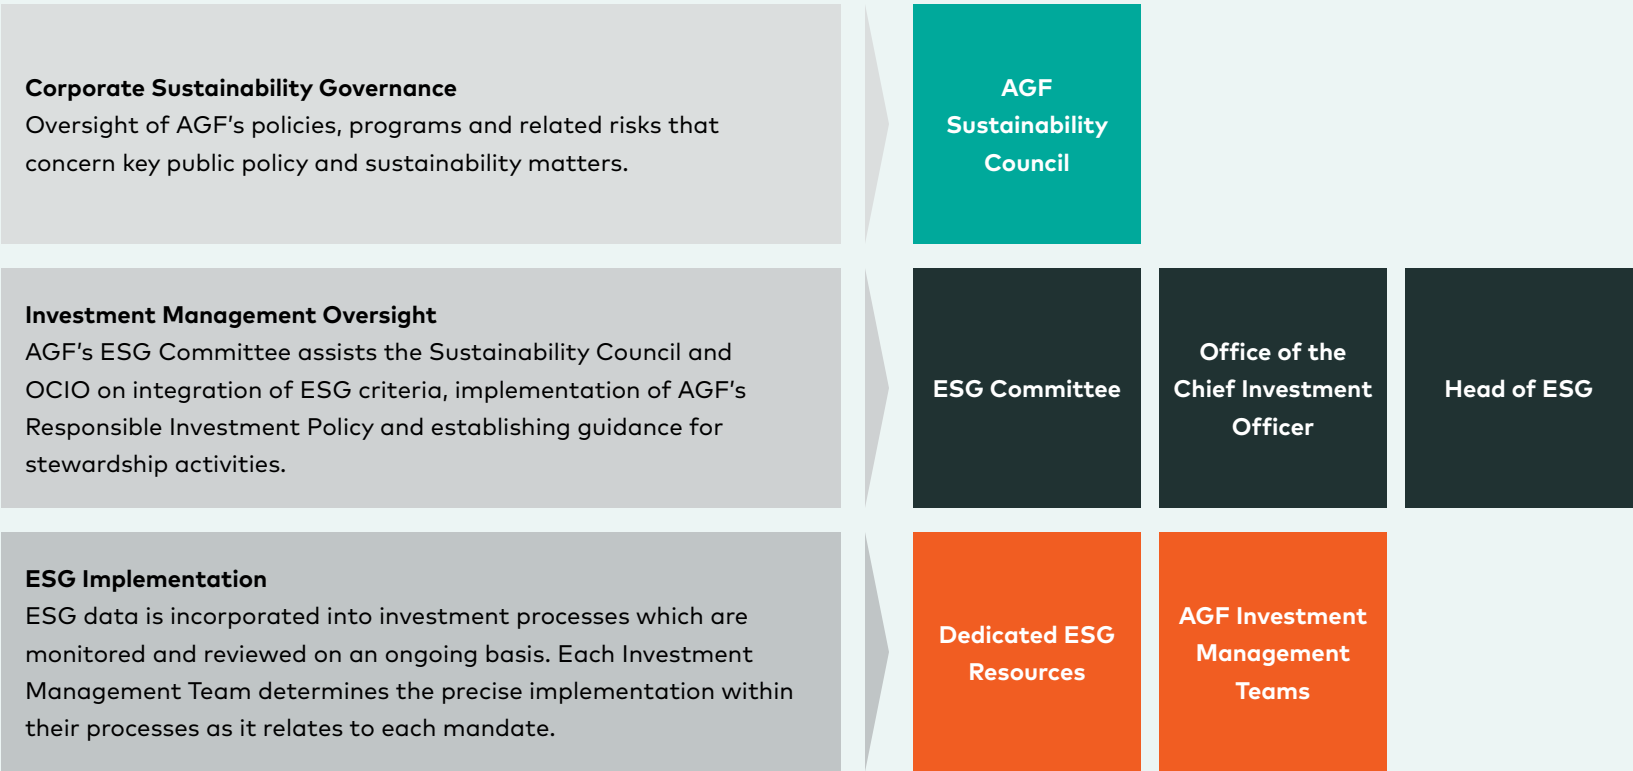 Corporate Sustainability Governance
Oversight of AGF's policies, programs and related risks that
concern key public policy and sustainability matters.
AGF
Sustainability
Council
Investment Management Oversight
AGF's ESG Committee assists the Sustainability Council and
OCIO on integration of ESG criteria, implementation of AGF's
Responsible Investment Policy and establishing guidance for
stewardship activities.
ESG Committee
Office of the
Chief Investment
Officer
Head of ESG
ESG Implementation
ESG data is incorporated into investment processes which are
monitored and reviewed on an ongoing basis. Each Investment
Management Team determines the precise implementation within
their processes as it relates to each mandate.
Dedicated ESG
Resources
AGF Investment
Management
Teams